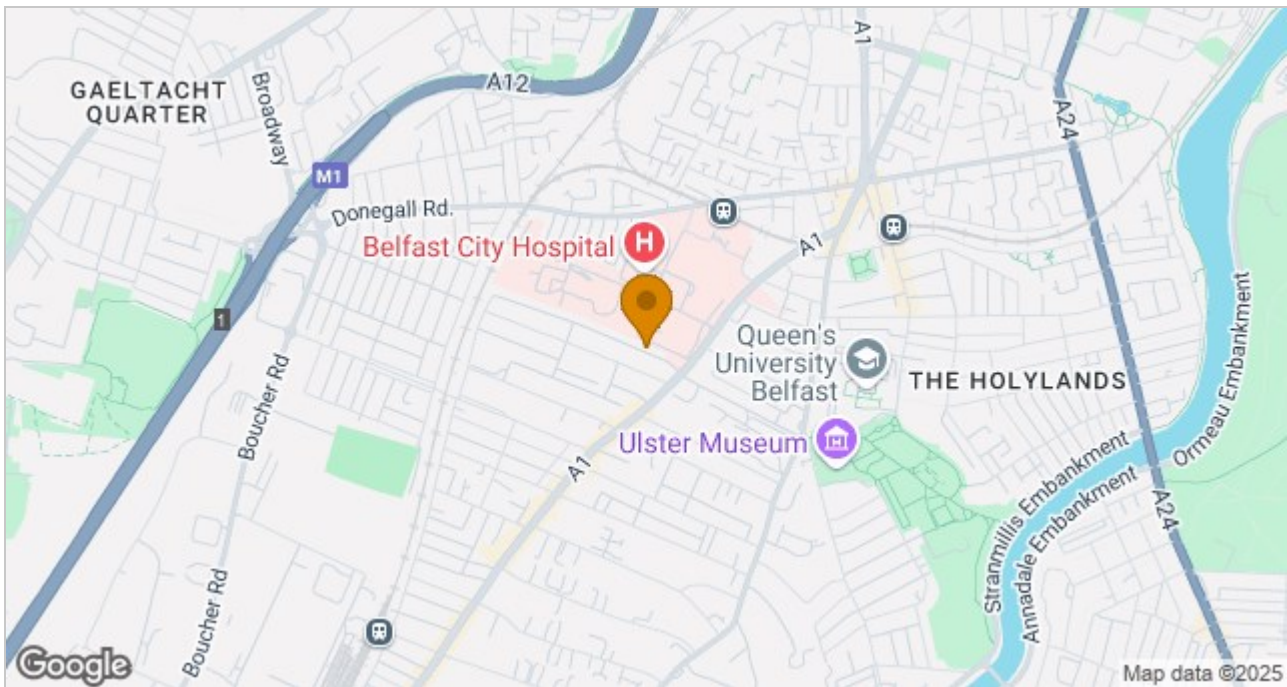 GAELTACHT
QUARTER
Broadway
A12
A1
A24
M1
Donegall Rd.
Belfast City Hospital
H
A1
1
Boucher Rd
Queen's
University
Belfast
THE HOLYLANDS
Ulster Museum
A1
Ormeau Embankment
Stranmillis Embankment
Annadale Embankment
A24
Boucher Rd
Google
Map data ©2025